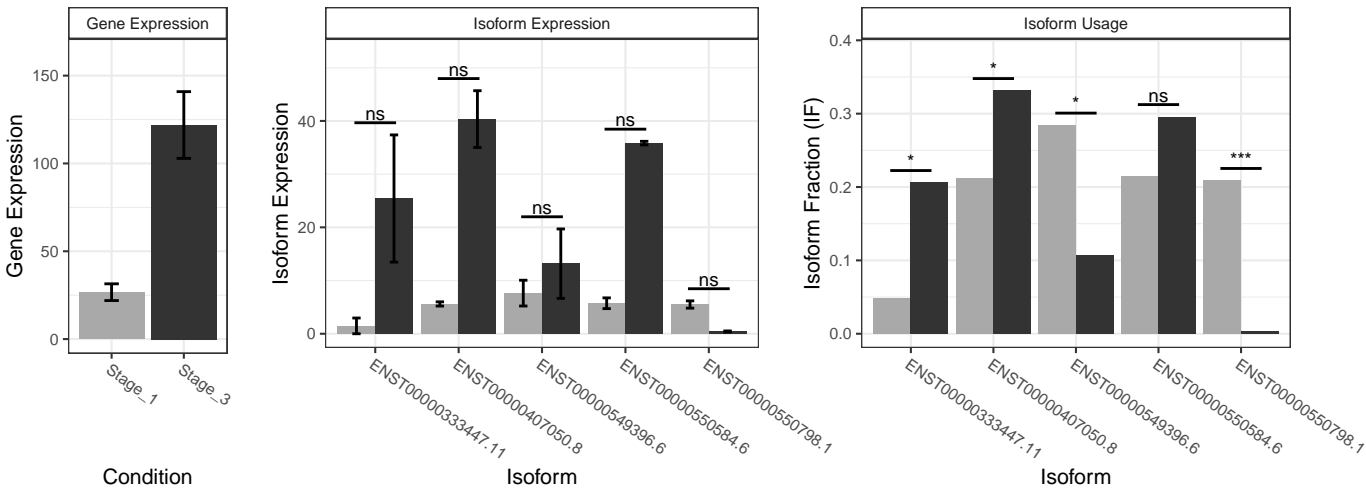 Gene Expression
Gene Expression
150
100
50
0
Stage_1
Stage_3
Condition
Isoform Expression
Isoform Expression
40
20
0
ns
ns
ns
ns
ns
ENST00000333447.11
ENST00000407050.8
ENST00000549396.6
ENST00000550584.6
ENST00000550798.1
Isoform
Isoform Usage
Isoform Fraction (IF)
0.4
0.3
0.2
0.1
0.0
*
*
*
ns
***
ENST00000333447.11
ENST00000407050.8
ENST00000549396.6
ENST00000550584.6
ENST00000550798.1
Isoform